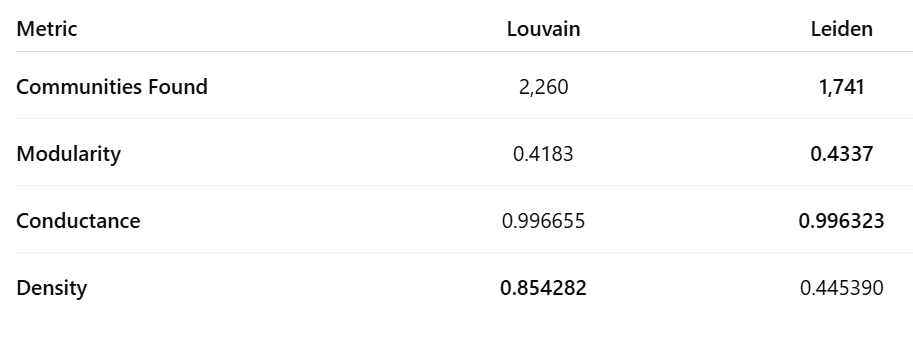 Metric Louvain Leiden
Communities Found 2,260 1,741
Modularity 0.4183 0.4337
Conductance 0.996655 0.996323
Density 0.854282 0.445390